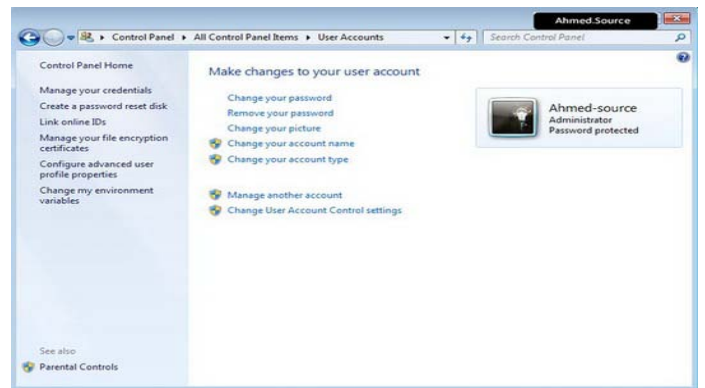 Ahmed.Source
Control Panel All Control Panel Items User Accounts
Search Control Panel
Control Panel Home
Manage your credentials
Create a password reset disk
Link online IDs
Manage your file encryption
certificates
Configure advanced user
profile properties
Change my environment
variables
See also
Parental Controls
Make changes to your user account
Change your password
Remove your password
Change your picture
Change your account name
Change your account type
Manage another account
Change User Account Control settings
Ahmed-source
Administrator
Password protected